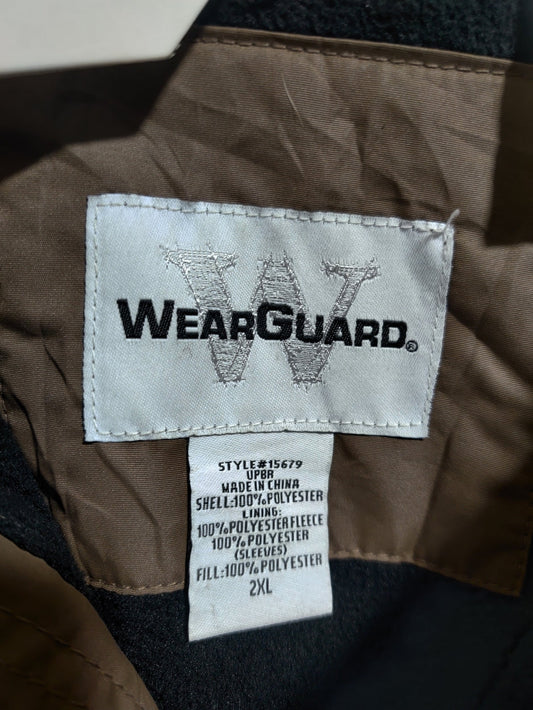 W
WEARGUARD®
STYLE#15679
UPBR
MADE IN CHINA
SHELL:100%POLYESTER
LINING:
100%POLYESTER FLEECE
100%POLYESTER
(SLEEVES)
FILL:100%POLYESTER
2XL